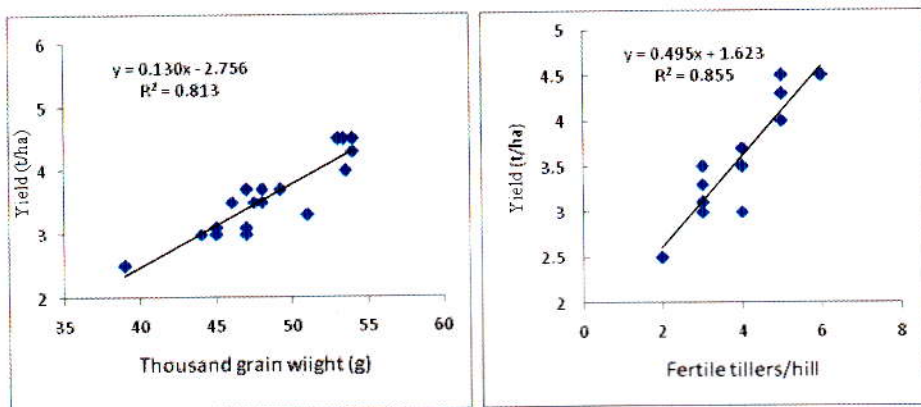 6
5
4
3
2
Yield (t/ha)
y = 0.130x - 2.756
R² = 0.813
35 40 45 50 55 60
Thousand grain wiight (g)
5
4.5
4
3.5
3
2.5
2
Yield (t/ha)
y = 0.495x + 1.623
R² = 0.855
0 2 4 6 8
Fertile tillers/hill